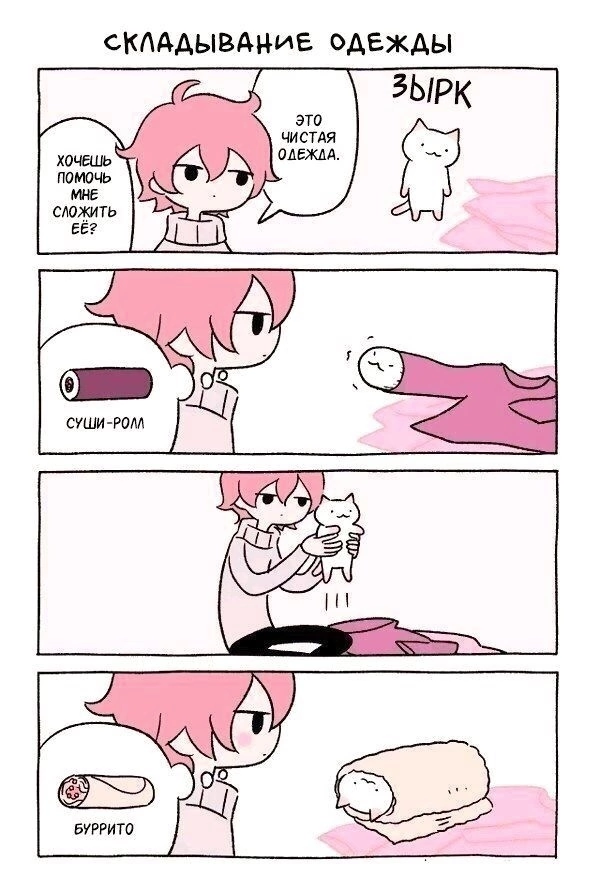 СКЛАДЫВАНИЕ ОДЕЖДЫ
ХОЧЕШЬ
ПОМОЧЬ
МНЕ
СЛОЖИТЬ
ЕЁ?
ЭТО
ЧИСТАЯ
ОДЕЖДА.
ЗЫРК
СУШИ-РОЛЛ
БУРРИТО